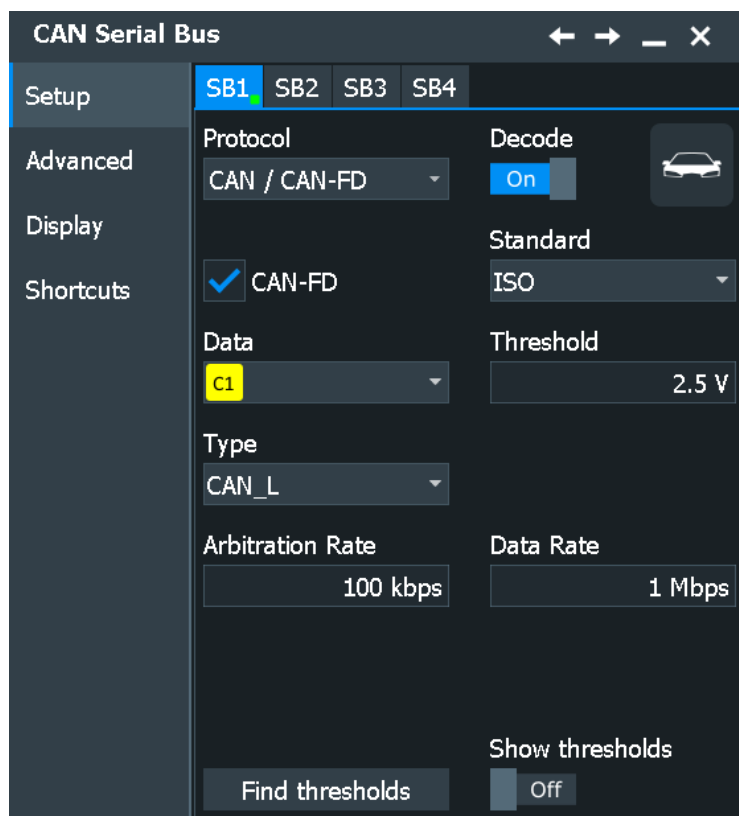 CAN Serial Bus
Setup
Advanced
Display
Shortcuts
SB1 SB2 SB3 SB4
Protocol
CAN / CAN-FD
Decode
On
CAN-FD
Standard
ISO
Data
C1
Threshold
2.5 V
Type
CAN_L
Arbitration Rate
100 kbps
Data Rate
1 Mbps
Find thresholds
Show thresholds
Off